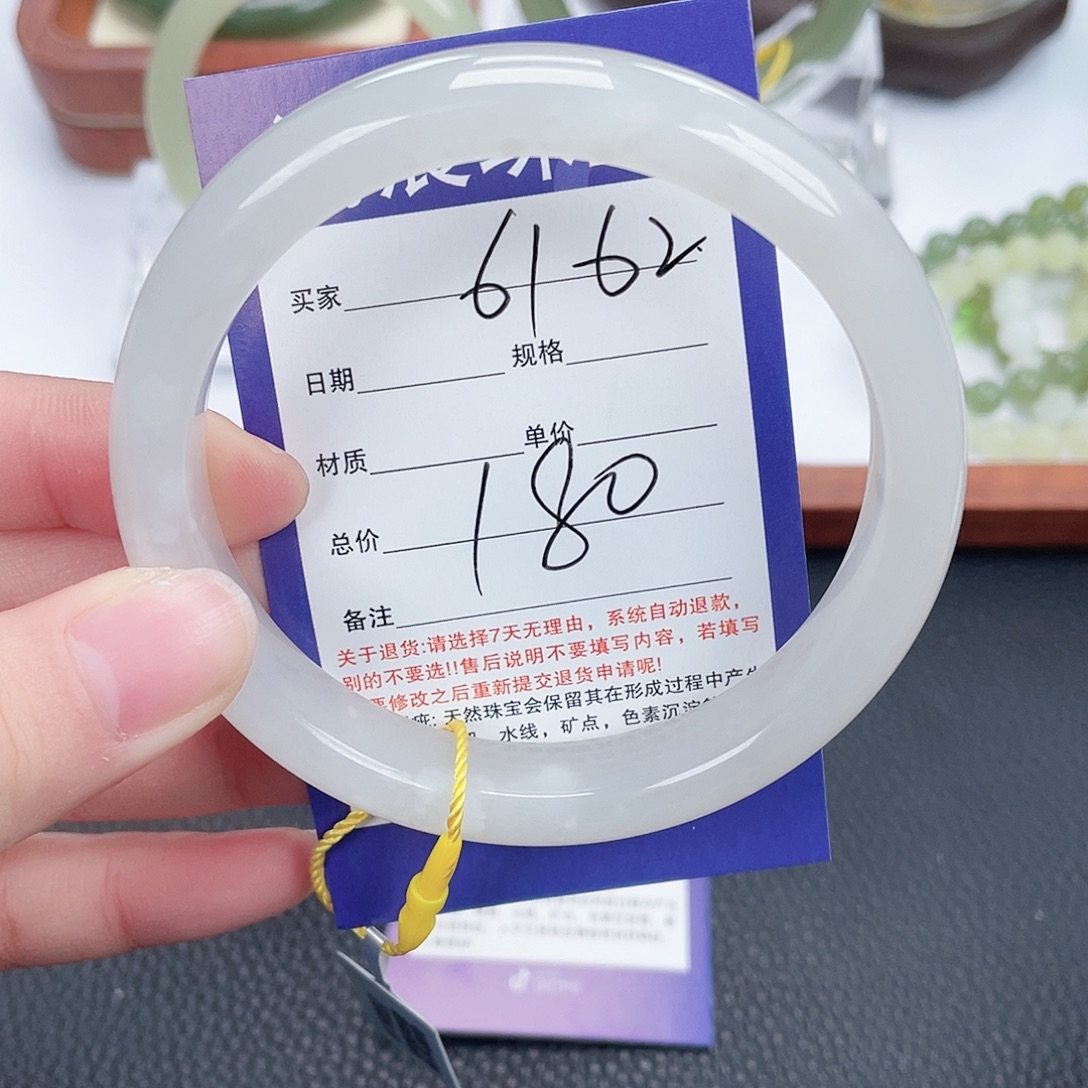 买家 6162
日期 规格
材质 单价
总价 180
备注
关于退货:请选择7天无理由，系统自动退款，
别的不要选!!售后说明不要填写内容，若填写
要修改之后重新提交退货申请呢!
疵: 天然珠宝会保留其在形成过程中产生
水线，矿点，色素沉淀